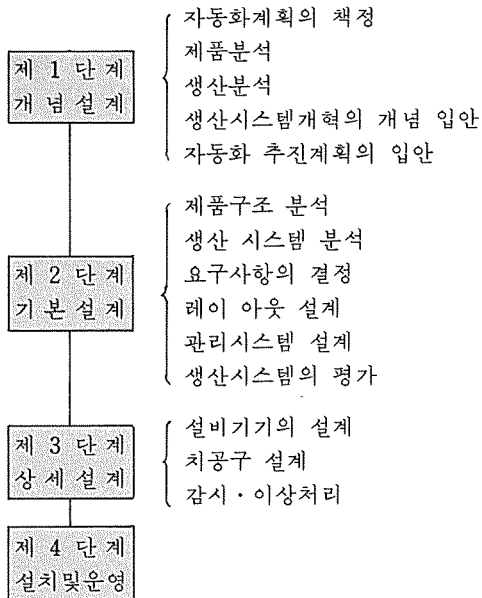 제 1 단계
개념설계
자동화계획의 책정
제품분석
생산분석
생산시스템개혁의 개념 입안
자동화 추진계획의 입안
제 2 단계
기본설계
제품구조 분석
생산 시스템 분석
요구사항의 결정
레이 아웃 설계
관리시스템 설계
생산시스템의 평가
제 3 단계
상세설계
설비기기의 설계
치공구 설계
감시・이상처리
제 4 단계
설치및운영